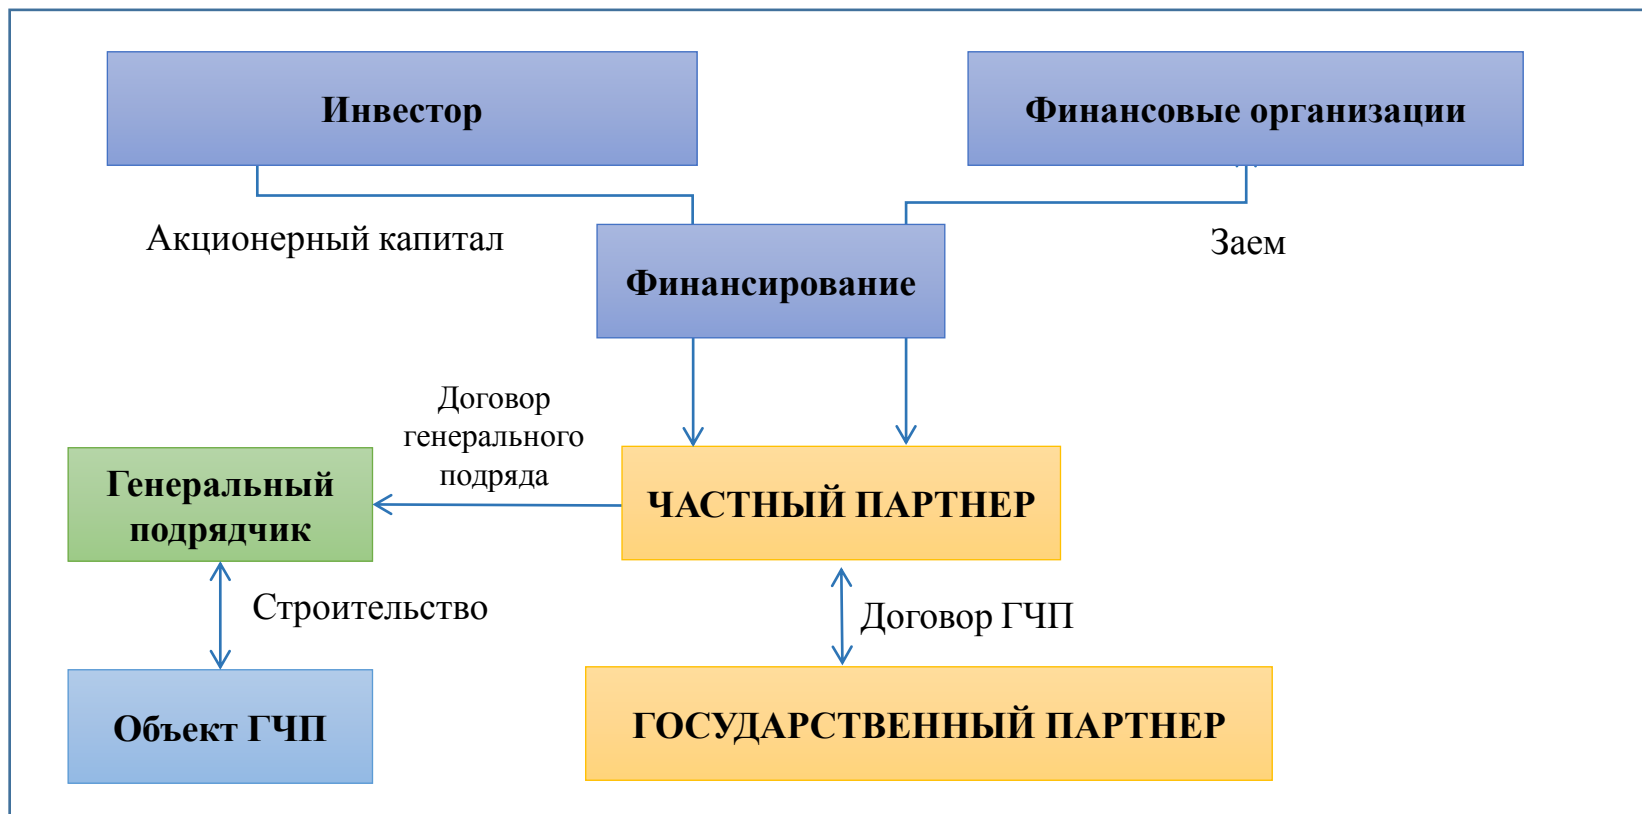 Инвестор
Финансовые организации
Акционерный капитал
Заем
Финансирование
Договор
генерального
подряда
Генеральный
подрядчик
ЧАСТНЫЙ ПАРТНЕР
Строительство
Договор ГЧП
Объект ГЧП
ГОСУДАРСТВЕННЫЙ ПАРТНЕР